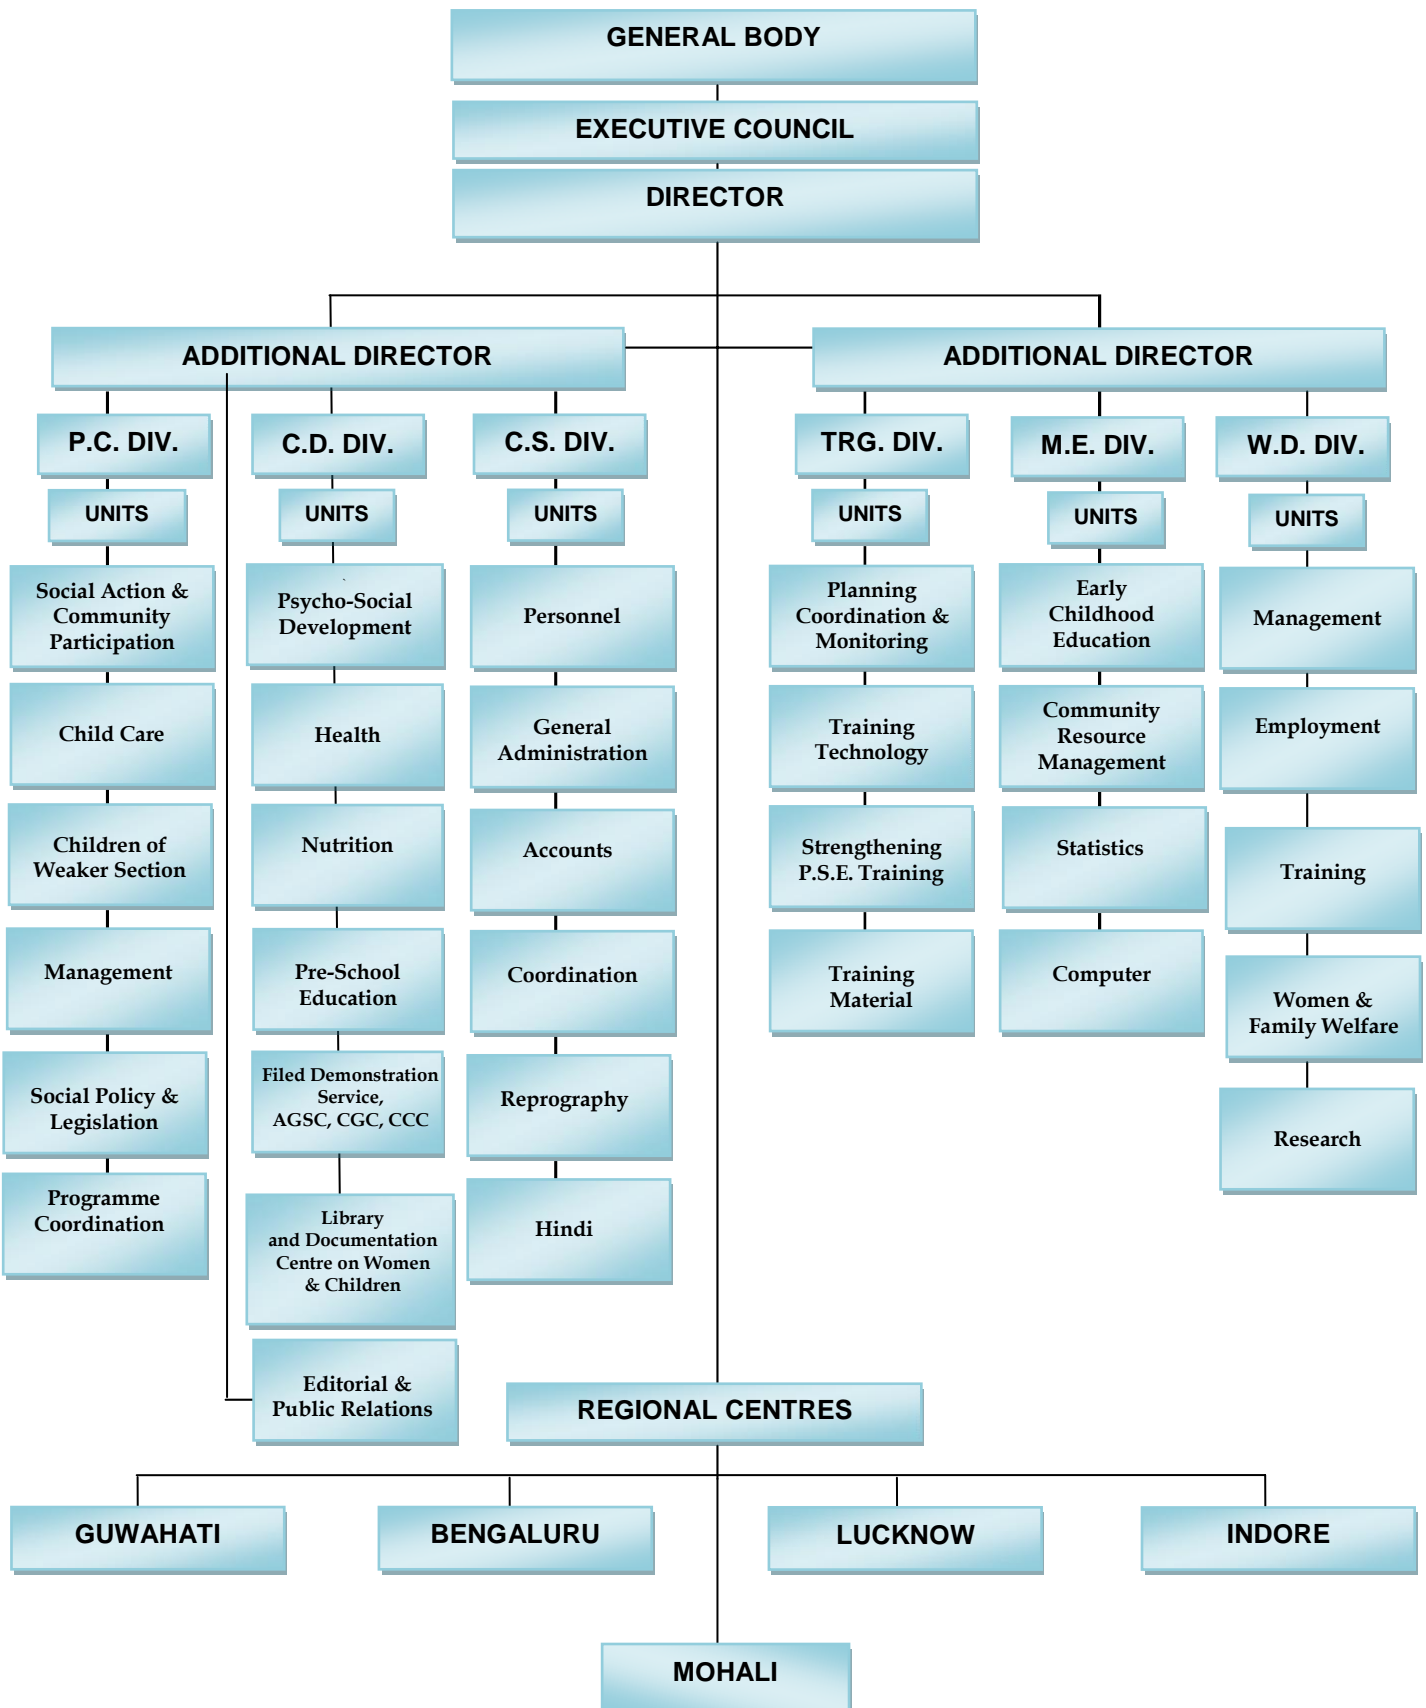 GENERAL BODY
EXECUTIVE COUNCIL
DIRECTOR
ADDITIONAL DIRECTOR
ADDITIONAL DIRECTOR
P.C. DIV.
C.D. DIV.
C.S. DIV.
TRG. DIV.
M.E. DIV.
W.D. DIV.
UNITS
UNITS
UNITS
UNITS
UNITS
UNITS
Social Action &
Community
Participation
Child Care
Children of
Weaker Section
Management
Social Policy &
Legislation
Programme
Coordination
Psycho-Social
Development
Health
Nutrition
Pre-School
Education
Filed Demonstration
Service,
AGSC, CGC, CCC
Library
and Documentation
Centre on Women
& Children
Editorial &
Public Relations
Personnel
General
Administration
Accounts
Coordination
Reprography
Hindi
Planning
Coordination &
Monitoring
Training
Technology
Strengthening
P.S.E. Training
Training
Material
Early
Childhood
Education
Community
Resource
Management
Statistics
Computer
Management
Employment
Training
Women &
Family Welfare
Research
REGIONAL CENTRES
GUWAHATI
BENGALURU
LUCKNOW
INDORE
MOHALI